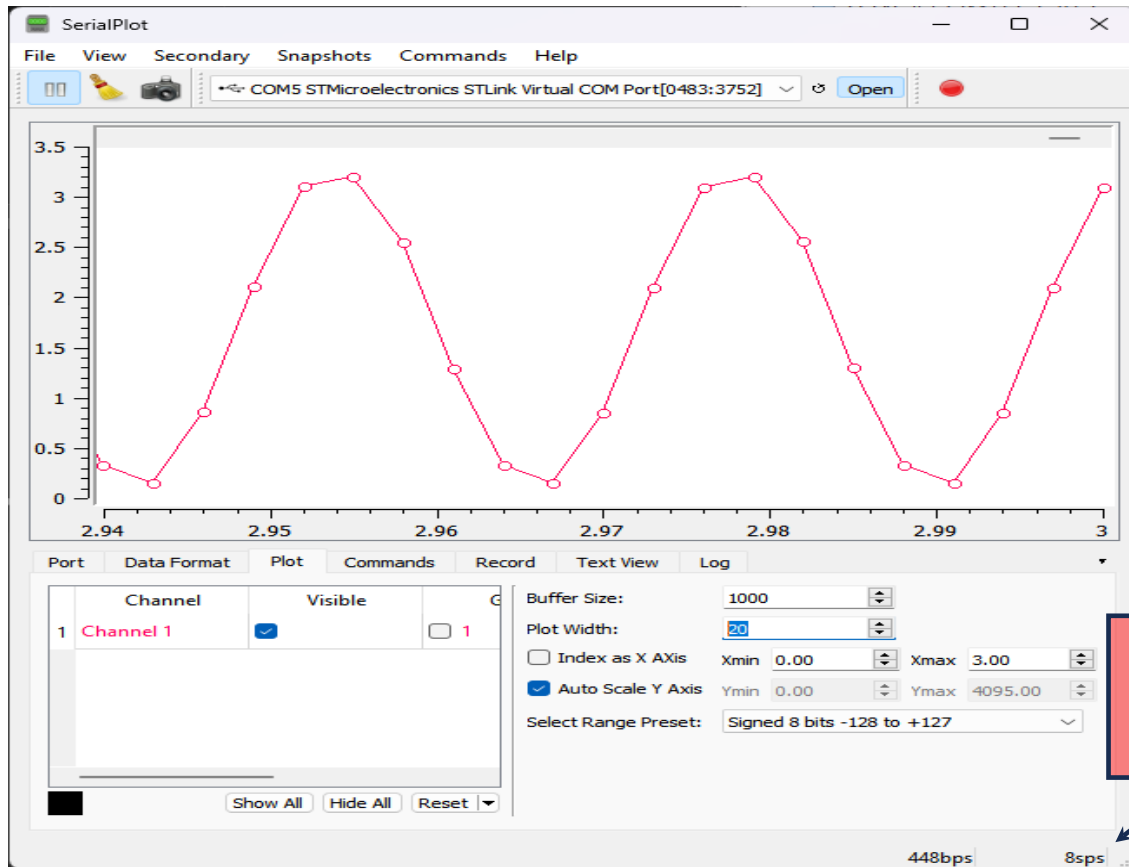 SerialPlot
File View Secondary Snapshots Commands Help
COM5 STMicroelectronics STLink Virtual COM Port[0483:3752] Open
3.5
3
2.5
2
1.5
1
0.5
0
2.94 2.95 2.96 2.97 2.98 2.99 3
Port Data Format Plot Commands Record Text View Log
Channel Visible
1 Channel 1 1
Buffer Size: 1000
Plot Width: 20
Index as X AXis Xmin 0.00 Xmax 3.00
Auto Scale Y Axis Ymin 0.00 Ymax 4095.00
Select Range Preset: Signed 8 bits -128 to +127
Show All Hide All Reset
448bps 8sps